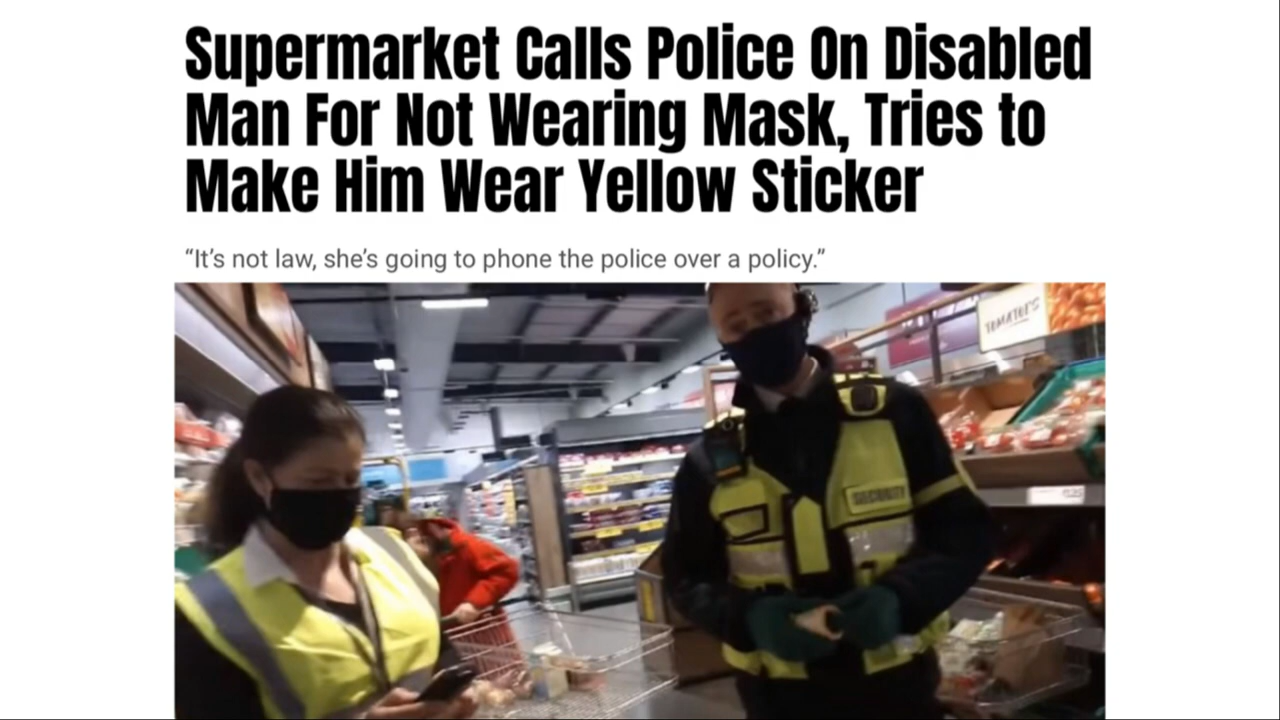 Supermarket Calls Police On Disabled
Man For Not Wearing Mask, Tries to
Make Him Wear Yellow Sticker
“It’s not law, she’s going to phone the police over a policy.”
TOMATOES
SECURITY